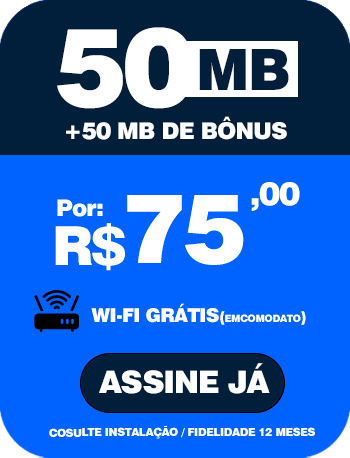 50 MB
+50 MB DE BÔNUS
Por:
R$75,00
WI-FI GRÁTIS(EMCOMODATO)
ASSINE JÁ
COSULTE INSTALAÇÃO / FIDELIDADE 12 MESES